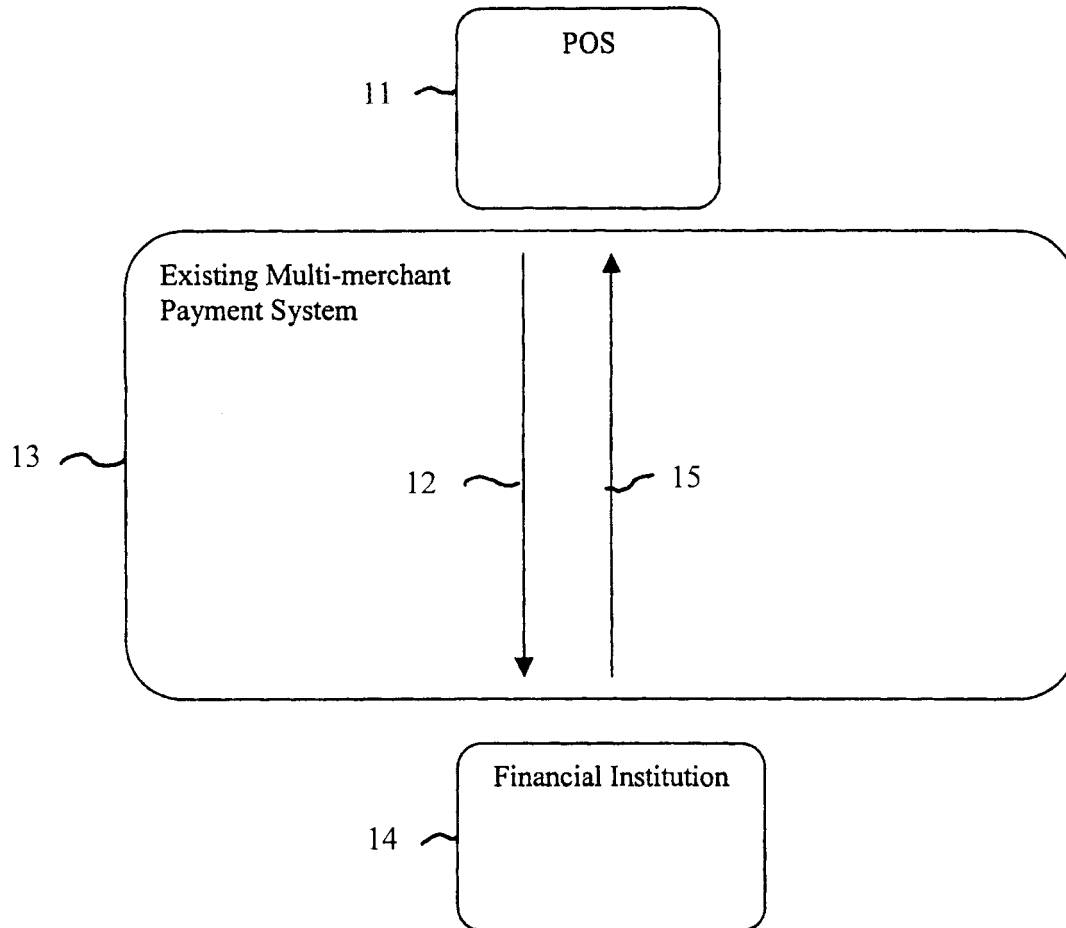 POS
11
Existing Multi-merchant
Payment System
13
12
15
Financial Institution
14